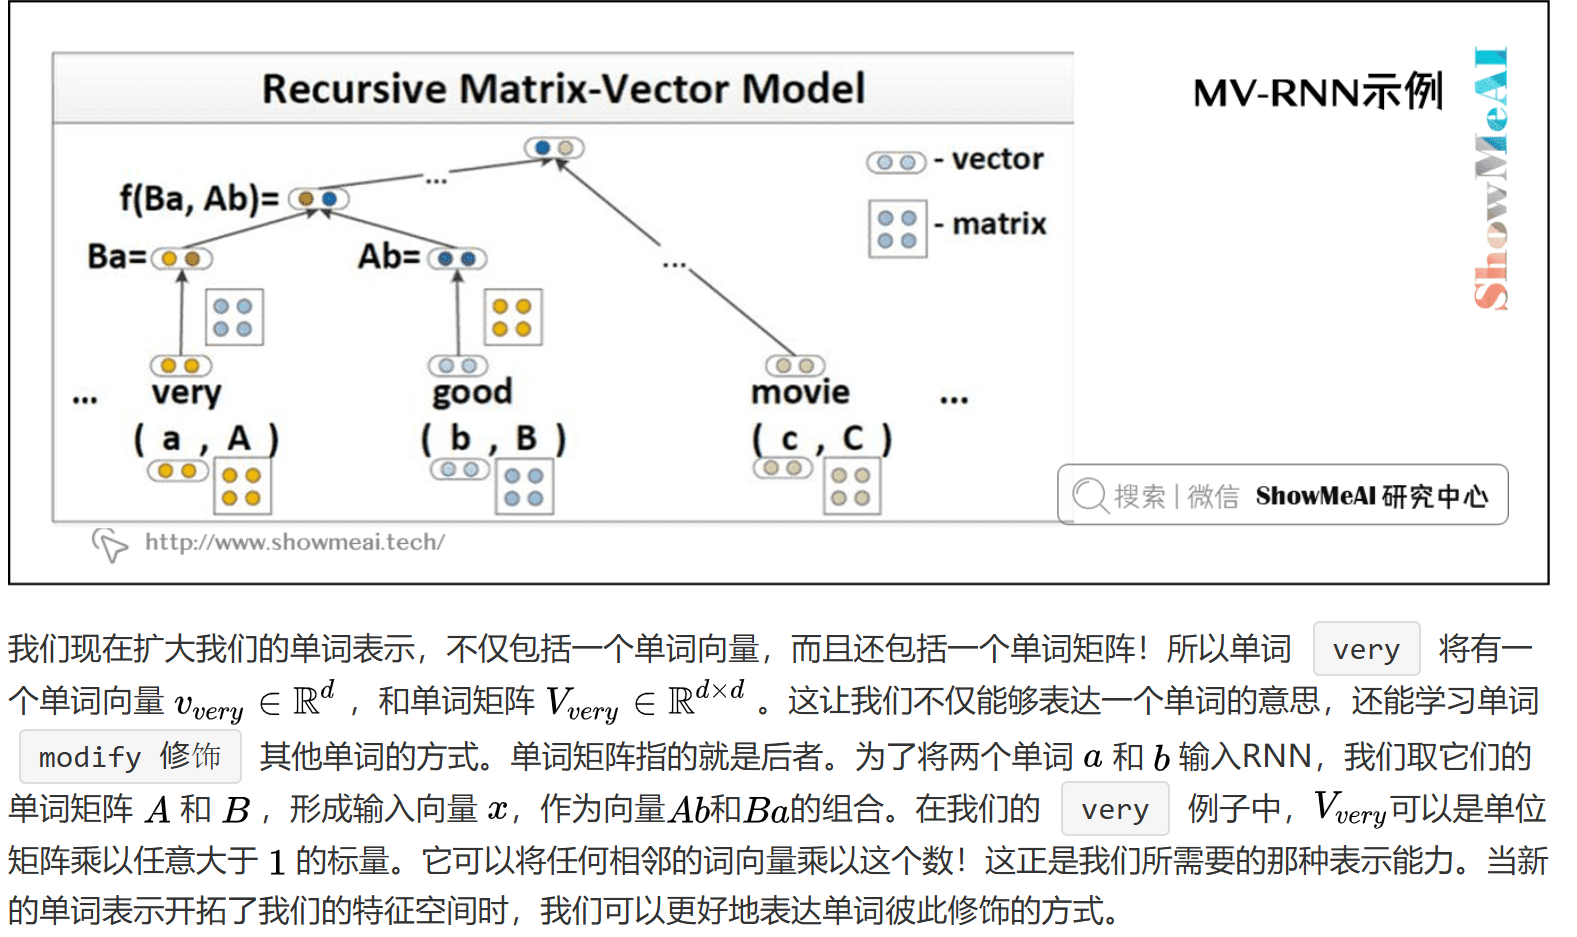 Recursive Matrix-Vector Model
MV-RNN示例
ShowMeAI
- vector
- matrix
...
f(Ba, Ab)=
Ba=
Ab=
...
... very good movie ...
( a , A ) ( b , B ) ( c , C )
搜索 | 微信 ShowMeAI 研究中心
http://www.showmeai.tech/
我们现在扩大我们的单词表示，不仅包括一个单词向量，而且还包括一个单词矩阵！所以单词 very 将有一
个单词向量 $v_{very} \in \mathbb{R}^d$ ，和单词矩阵 $V_{very} \in \mathbb{R}^{d \times d}$ 。这让我们不仅能够表达一个单词的意思，还能学习单词
modify 修饰 其他单词的方式。单词矩阵指的就是后者。为了将两个单词 a 和 b 输入RNN，我们取它们的
单词矩阵 A 和 B ，形成输入向量 x，作为向量Ab和Ba的组合。在我们的 very 例子中，$V_{very}$可以是单位
矩阵乘以任意大于 1 的标量。它可以将任何相邻的词向量乘以这个数！这正是我们所需要的那种表示能力。当新
的单词表示开拓了我们的特征空间时，我们可以更好地表达单词彼此修饰的方式。